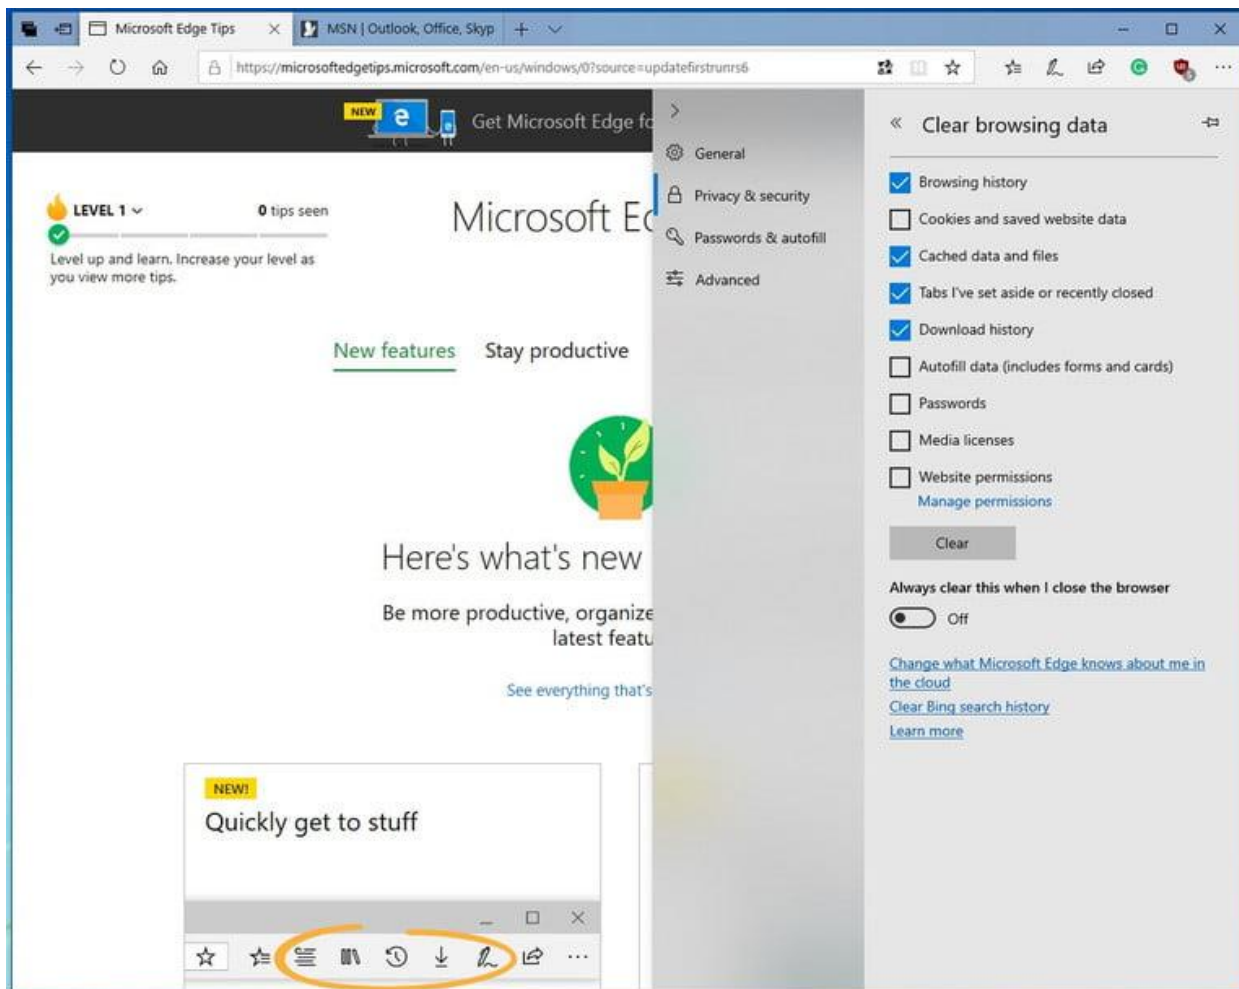 Microsoft Edge Tips
MSN | Outlook, Office, Skyp
https://microsoftedgetips.microsoft.com/en-us/windows/0?source=updatefirstrunrs6
NEW
Get Microsoft Edge fo
LEVEL 1
0 tips seen
Level up and learn. Increase your level as
you view more tips.
Microsoft Ed
New features
Stay productive
Here's what's new
Be more productive, organize
latest featu
See everything that's
NEW!
Quickly get to stuff
General
Privacy & security
Passwords & autofill
Advanced
Clear browsing data
Browsing history
Cookies and saved website data
Cached data and files
Tabs I've set aside or recently closed
Download history
Autofill data (includes forms and cards)
Passwords
Media licenses
Website permissions
Manage permissions
Clear
Always clear this when I close the browser
Off
Change what Microsoft Edge knows about me in
the cloud
Clear Bing search history
Learn more